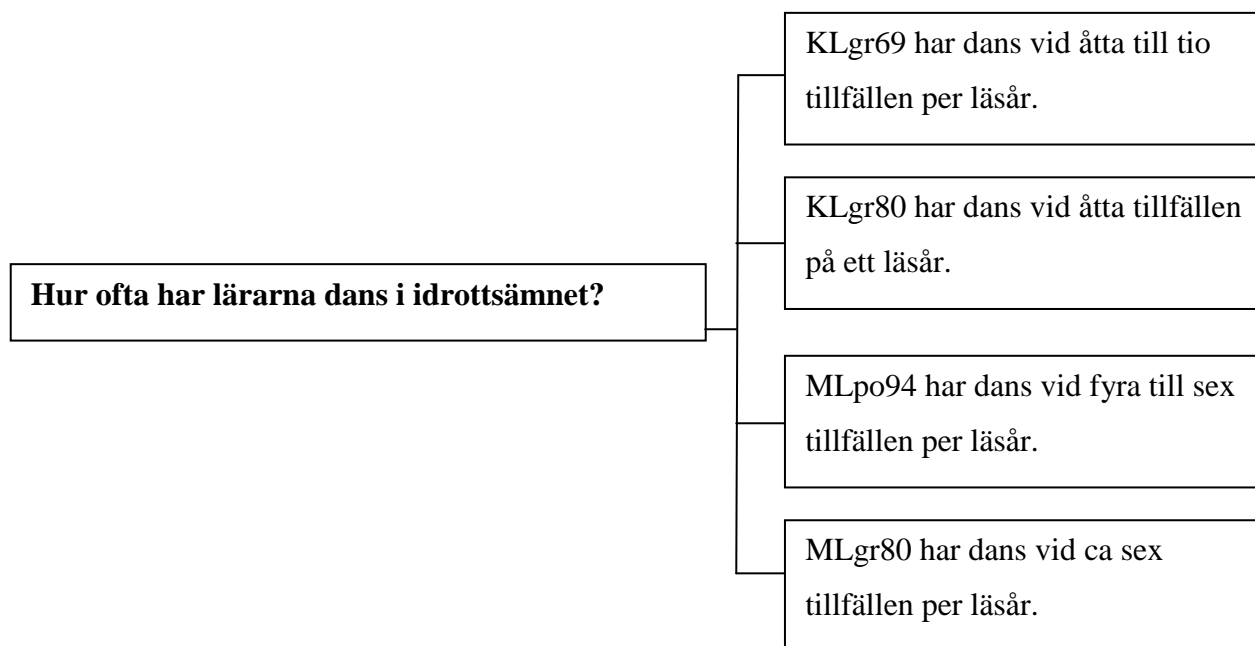 KLgr69 har dans vid åtta till tio
tillfällen per läsår.
KLgr80 har dans vid åtta tillfällen
på ett läsår.
Hur ofta har lärarna dans i idrottsämnet?
MLpo94 har dans vid fyra till sex
tillfällen per läsår.
MLgr80 har dans vid ca sex
tillfällen per läsår.